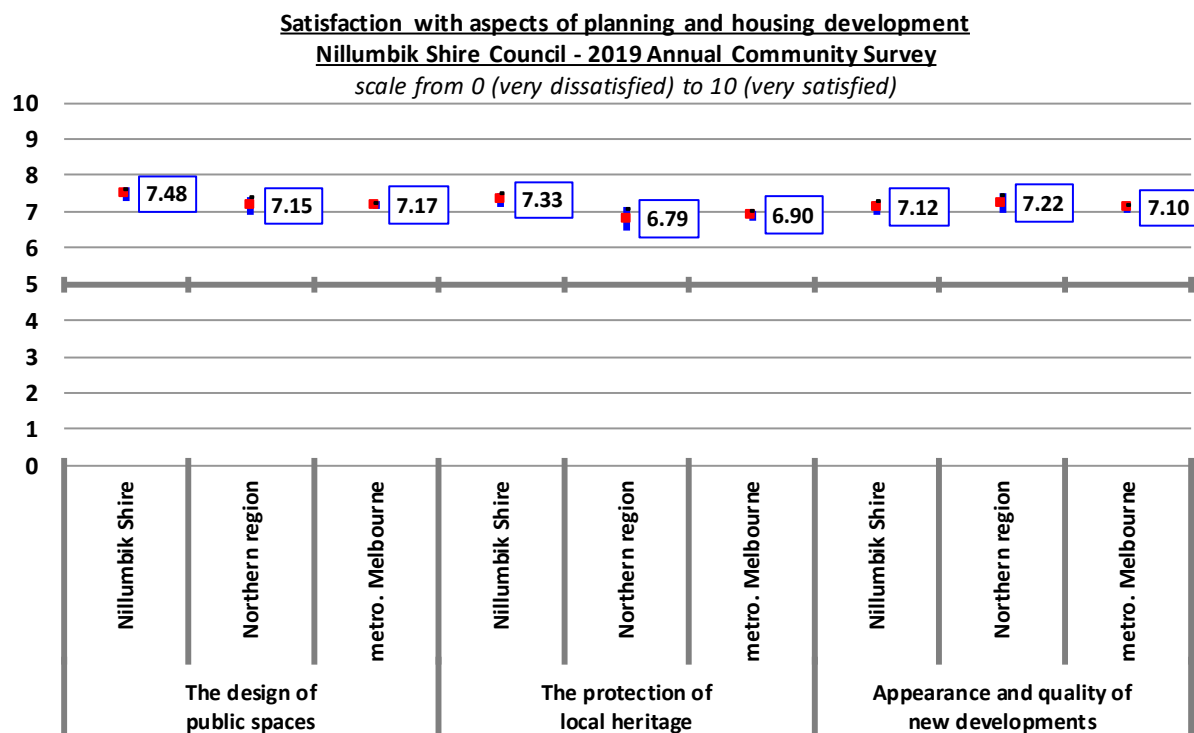 Satisfaction with aspects of planning and housing development
Nillumbik Shire Council - 2019 Annual Community Survey
scale from 0 (very dissatisfied) to 10 (very satisfied)
10
9
8
7
6
5
4
3
2
1
0
7.48
7.15
7.17
7.33
6.79
6.90
7.12
7.22
7.10
Nillumbik Shire
Northern region
metro. Melbourne
Nillumbik Shire
Northern region
metro. Melbourne
Nillumbik Shire
Northern region
metro. Melbourne
The design of
public spaces
The protection of
local heritage
Appearance and quality of
new developments